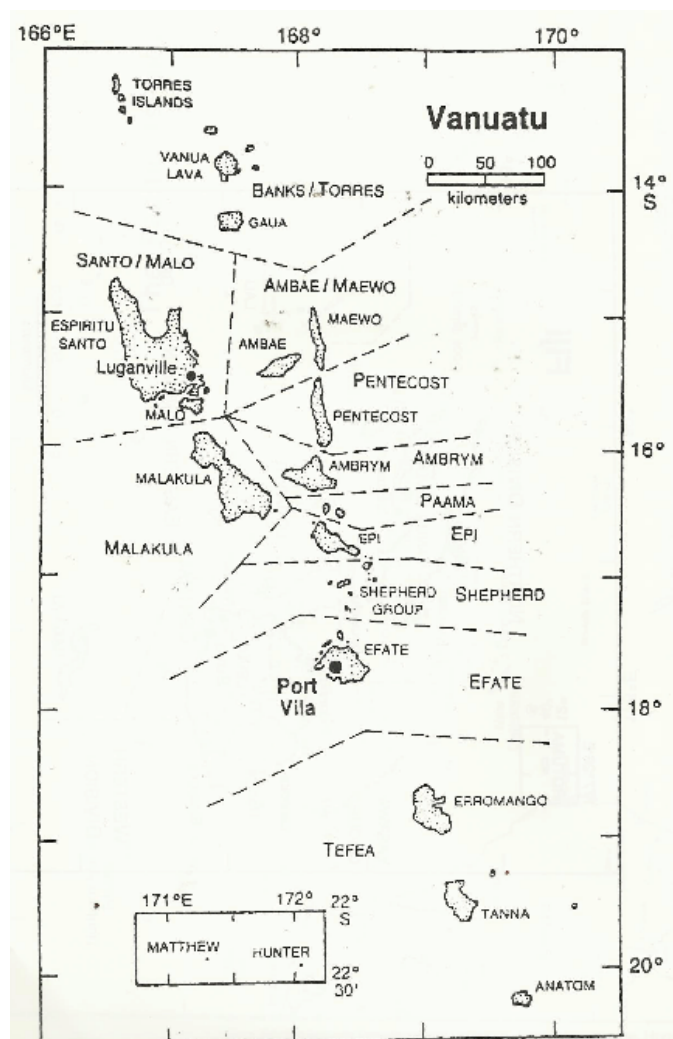 166°E
168°
170°
TORRES
ISLANDS
Vanuatu
0 50 100
kilometers
VANUA
LAVA
BANKS / TORRES
14°
S
GAUA
SANTO / MALO
AMBAE / MAEWO
ESPIRITU
SANTO
MAEWO
AMBAE
Luganville
PENTECOST
MALO
PENTECOST
16°
AMBRYM
AMBRYM
MALAKULA
PAAMA
EPI
EPI
MALAKULA
SHEPHERD
GROUP
SHEPHERD
EFATE
Port
Vila
EFATE
18°
ERROMANGO
TEFEA
171°E 172° 22°
S
MATTHEW HUNTER
22°
30'
TANNA
20°
ANATOM